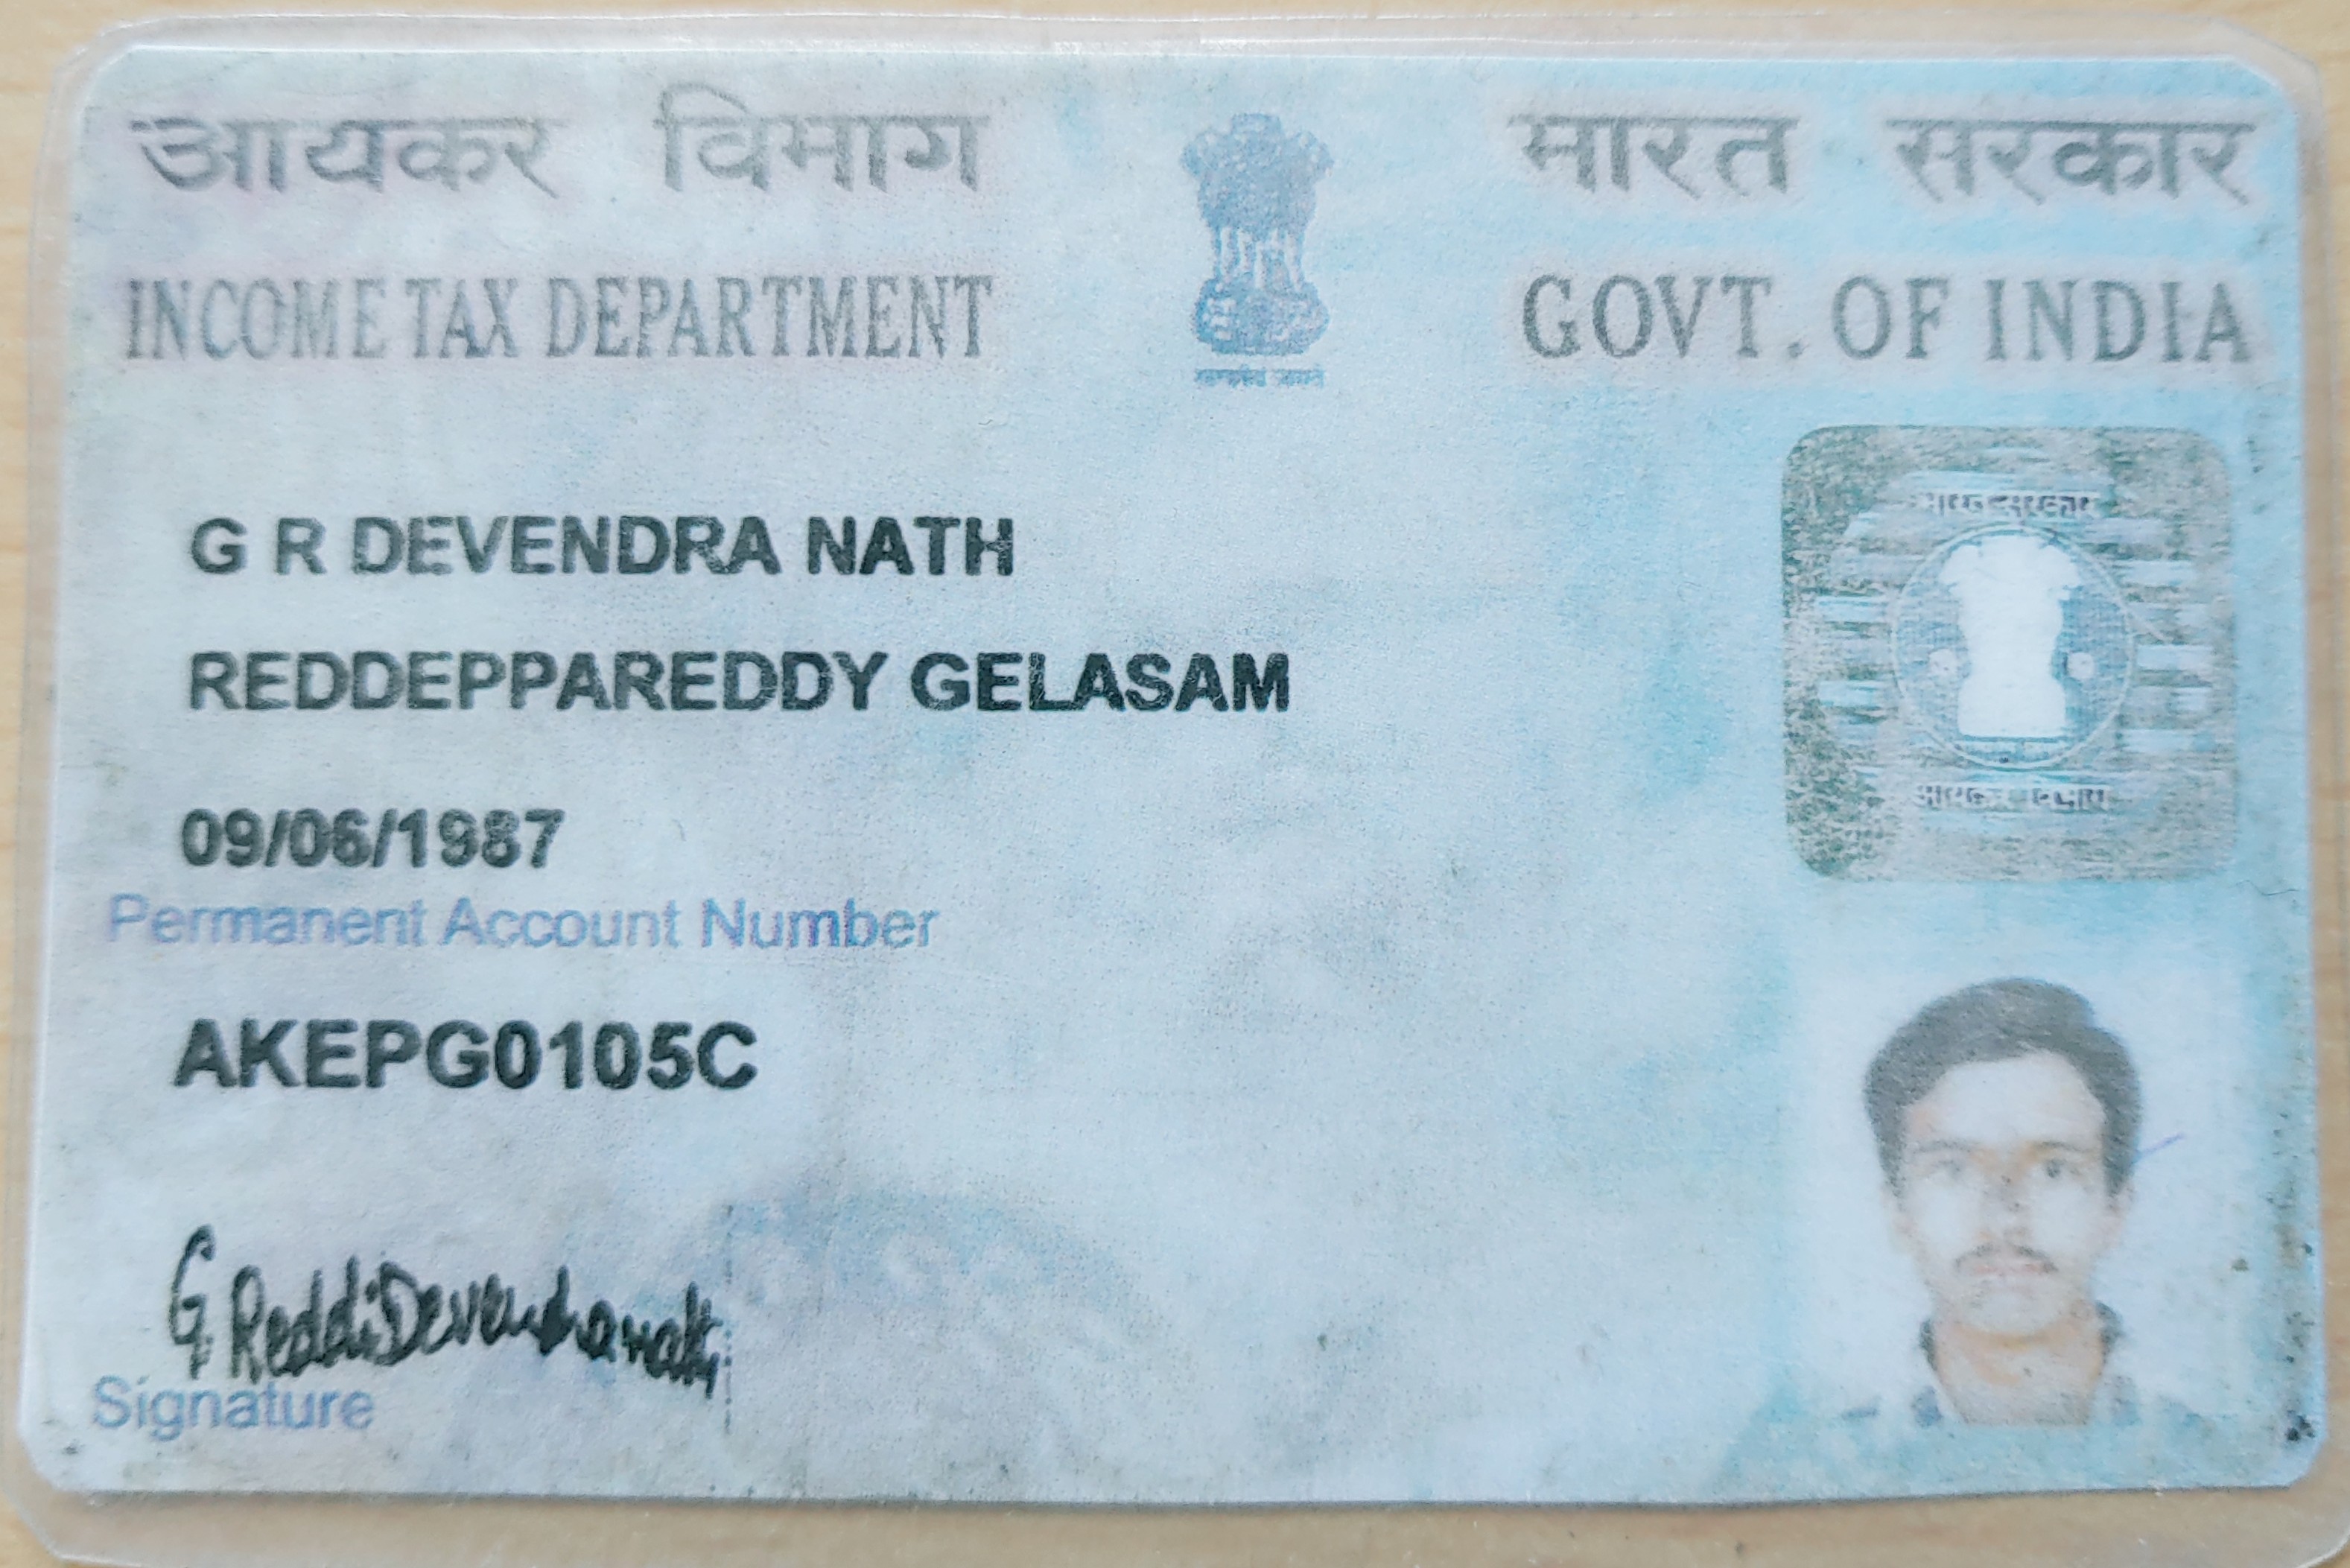 आयकर विभाग
INCOME TAX DEPARTMENT
भारत सरकार
GOVT. OF INDIA
G R DEVENDRA NATH
REDDEPPAREDDY GELASAM
09/06/1987
Permanent Account Number
AKEPG0105C
G. ReddiDevendranath
Signature